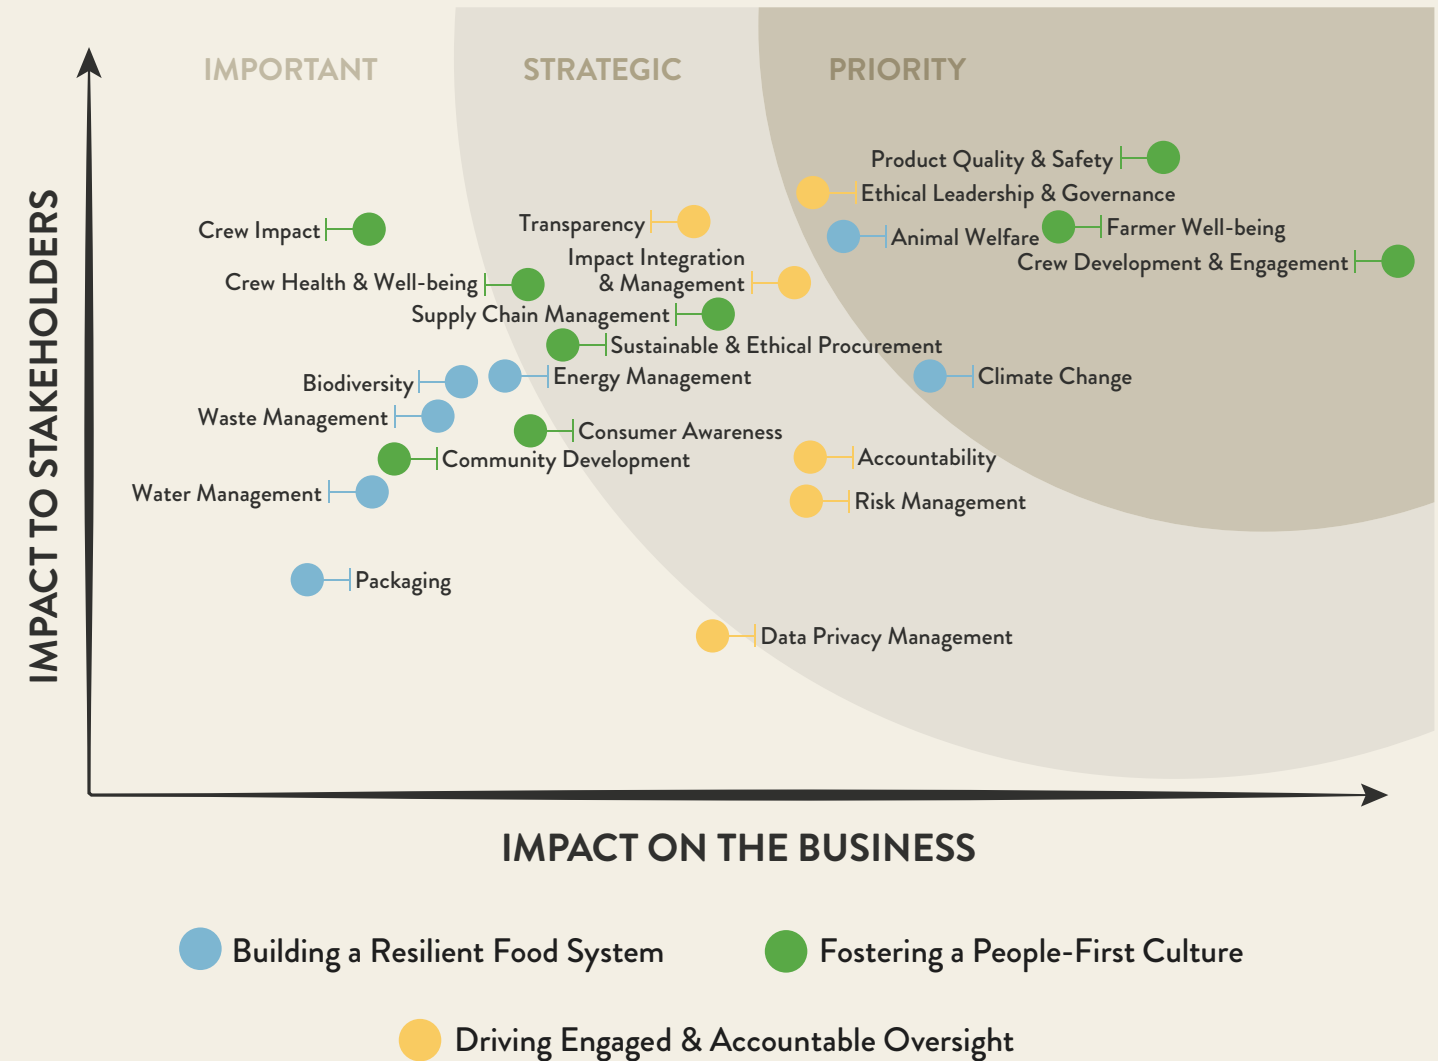 IMPORTANT
STRATEGIC
PRIORITY
Product Quality & Safety
Ethical Leadership & Governance
Crew Impact
Transparency
Animal Welfare
Farmer Well-being
Impact Integration
& Management
Crew Development & Engagement
Crew Health & Well-being
Supply Chain Management
Sustainable & Ethical Procurement
Biodiversity
Energy Management
Climate Change
Waste Management
Consumer Awareness
Community Development
Accountability
Water Management
Risk Management
Packaging
Data Privacy Management
IMPACT TO STAKEHOLDERS
IMPACT ON THE BUSINESS
Building a Resilient Food System
Fostering a People-First Culture
Driving Engaged & Accountable Oversight